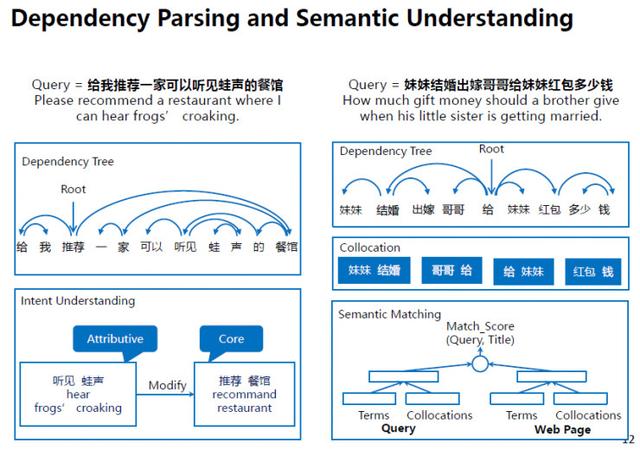 Dependency Parsing and Semantic Understanding
Query = 给我推荐一家可以听见蛙声的餐馆
Please recommend a restaurant where I
can hear frogs' croaking.
Dependency Tree
Root
给 我 推荐 一 家 可以 听见 蛙 声 的 餐馆
Intent Understanding
Attributive
Core
听见 蛙声
hear
frogs' croaking
Modify
推荐 餐馆
recommand
restaurant
Query = 妹妹结婚出嫁哥哥给妹妹红包多少钱
How much gift money should a brother give
when his little sister is getting married.
Dependency Tree
Root
妹妹 结婚 出嫁 哥哥 给 妹妹 红包 多少 钱
Collocation
妹妹 结婚
哥哥 给
给 妹妹
红包 钱
Semantic Matching
Match_Score
(Query, Title)
Terms Collocations
Query
Terms Collocations
Web Page
12